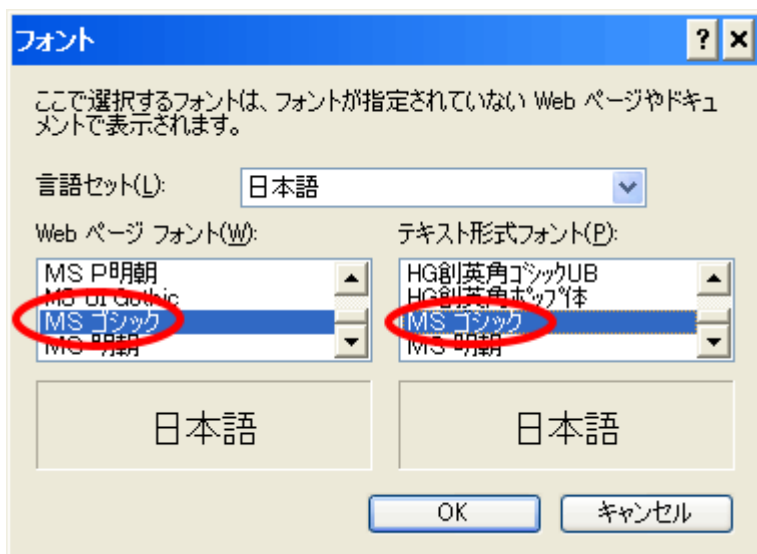 フォント
ここで選択するフォントは、フォントが指定されていない Web ページやドキュ
メントで表示されます。
言語セット(L): 日本語
Web ページ フォント(W):
MS P明朝
MS UI Gothic
MS ゴシック
MS 明朝
日本語
テキスト形式フォント(P):
HG創英角ゴシックUB
HG創英角ポップ体
MS ゴシック
MS 明朝
日本語
OK キャンセル